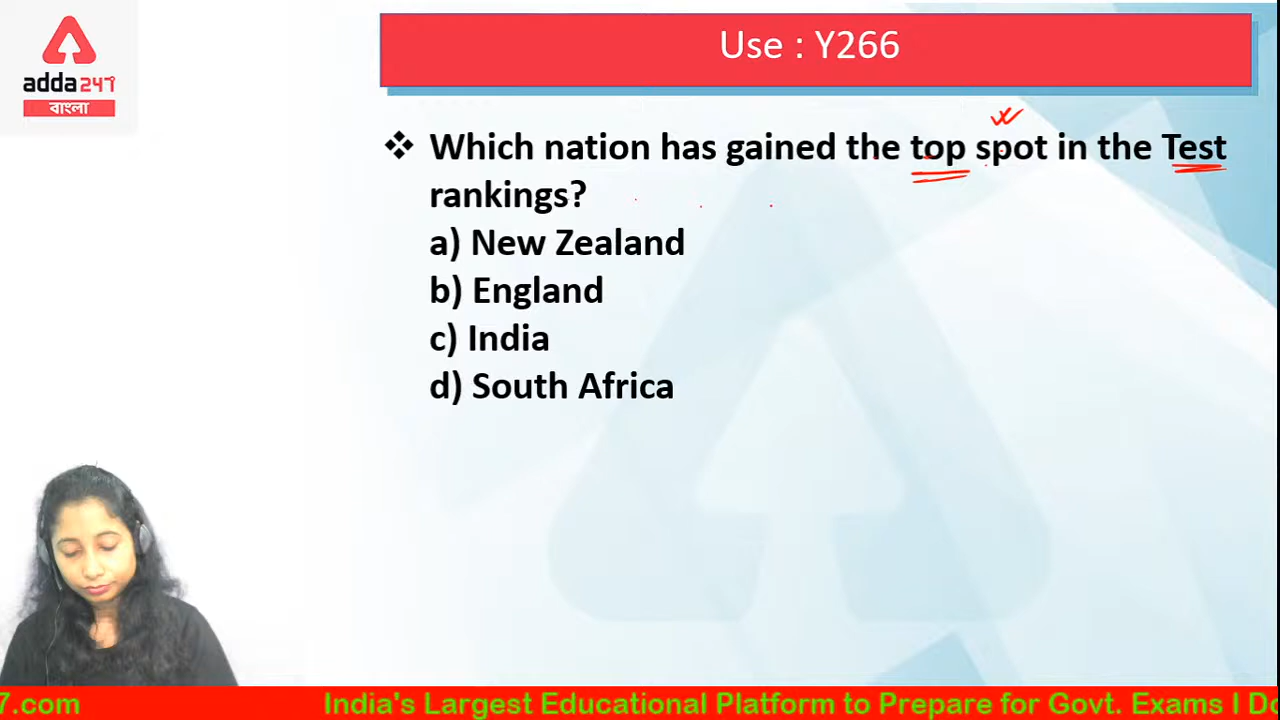 adda247
বাংলা
Use : Y266
❖ Which nation has gained the top spot in the Test
rankings?
a) New Zealand
b) England
c) India
d) South Africa
7.com
India's Largest Educational Platform to Prepare for Govt. Exams I Do